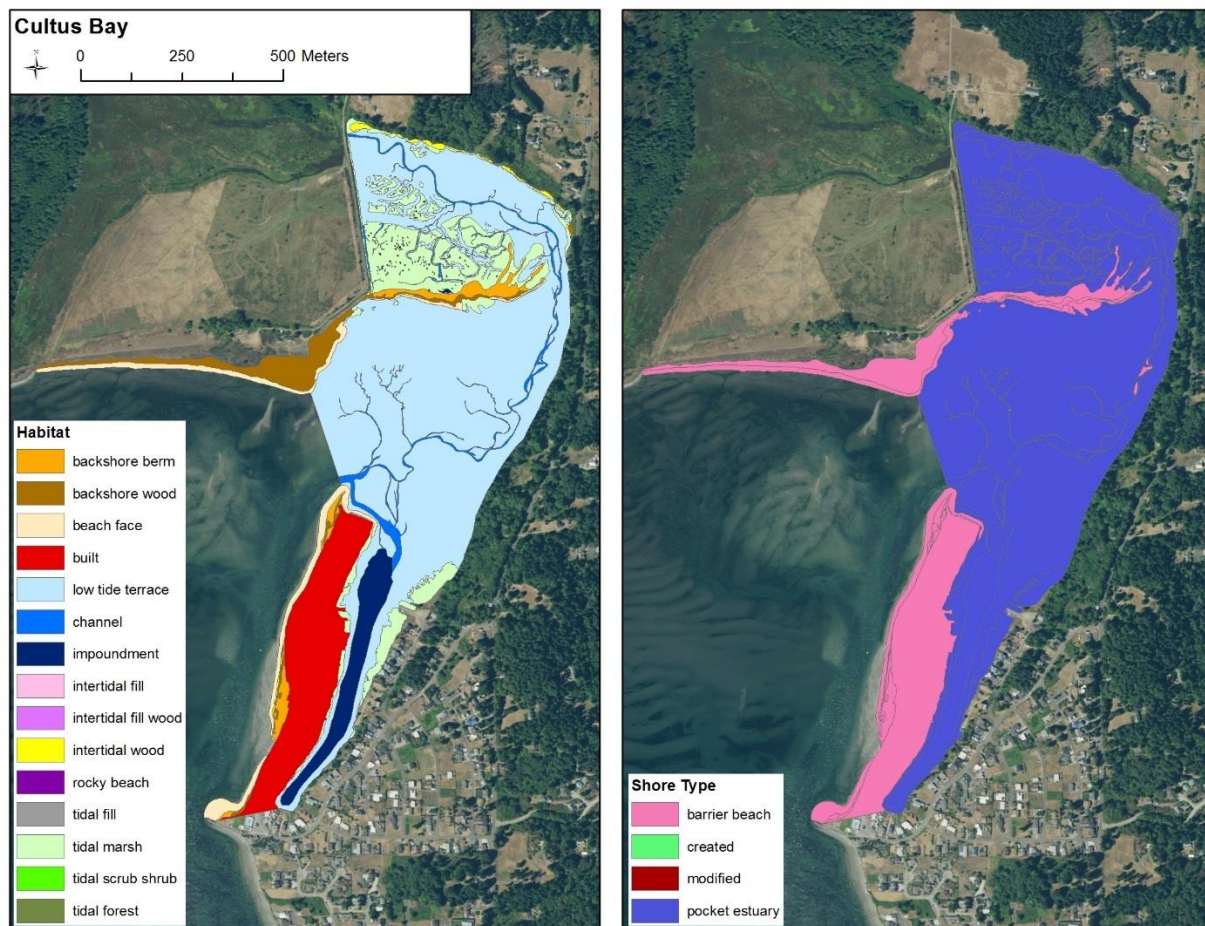 Cultus Bay
N
0 250 500 Meters
Habitat
backshore berm
backshore wood
beach face
built
low tide terrace
channel
impoundment
intertidal fill
intertidal fill wood
intertidal wood
rocky beach
tidal fill
tidal marsh
tidal scrub shrub
tidal forest
Shore Type
barrier beach
created
modified
pocket estuary